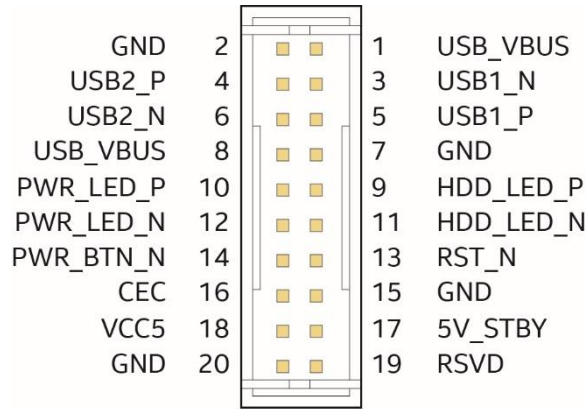 GND 2 1 USB_VBUS
USB2_P 4 3 USB1_N
USB2_N 6 5 USB1_P
USB_VBUS 8 7 GND
PWR_LED_P 10 9 HDD_LED_P
PWR_LED_N 12 11 HDD_LED_N
PWR_BTN_N 14 13 RST_N
CEC 16 15 GND
VCC5 18 17 5V_STBY
GND 20 19 RSVD